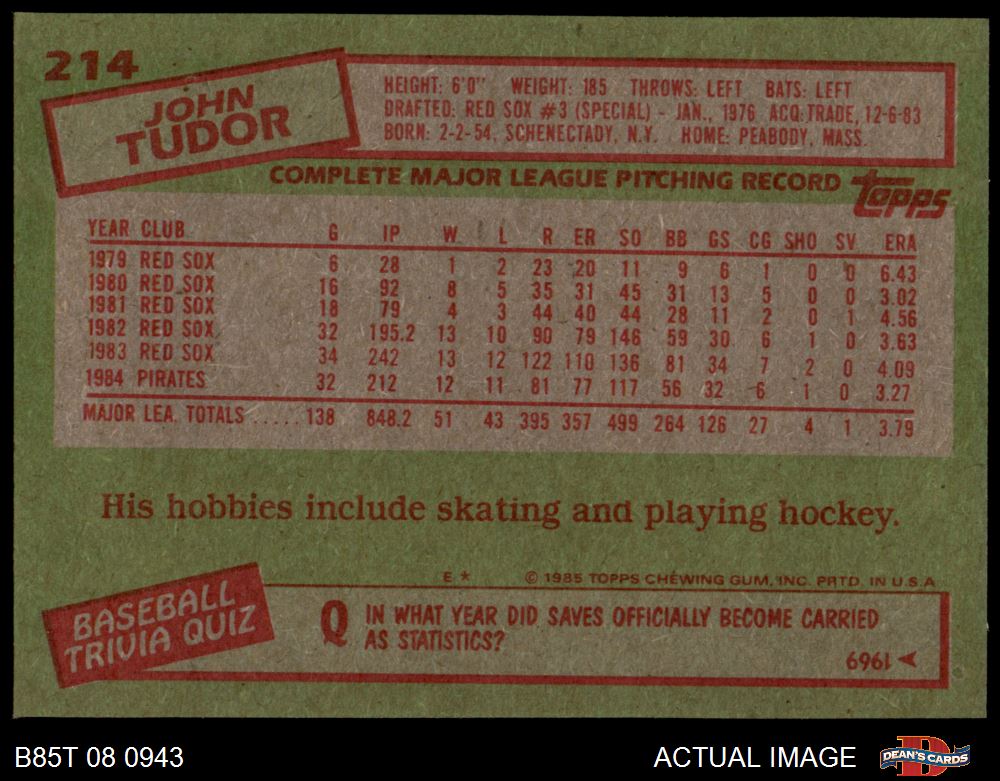 214
JOHN
TUDOR
HEIGHT: 6'0" WEIGHT: 185 THROWS: LEFT BATS: LEFT
DRAFTED: RED SOX #3 (SPECIAL) - JAN., 1976 ACQ: TRADE, 12-6-83
BORN: 2-2-54, SCHENECTADY, N.Y. HOME: PEABODY, MASS.
COMPLETE MAJOR LEAGUE PITCHING RECORD topps
YEAR CLUB G IP W L R ER SO BB GS CG SHO SV ERA
1979 RED SOX 6 28 1 2 23 20 11 9 6 1 0 0 6.43
1980 RED SOX 16 92 8 5 35 31 45 31 13 5 0 0 3.02
1981 RED SOX 18 79 4 3 44 40 44 28 11 2 0 1 4.56
1982 RED SOX 32 195.2 13 10 90 79 146 59 30 6 1 0 3.63
1983 RED SOX 34 242 13 12 122 110 136 81 34 7 2 0 4.09
1984 PIRATES 32 212 12 11 81 77 117 56 32 6 1 0 3.27
MAJOR LEA. TOTALS ..... 138 848.2 51 43 395 357 499 264 126 27 4 1 3.79
His hobbies include skating and playing hockey.
E * © 1985 TOPPS CHEWING GUM, INC. PRTD. IN U.S.A
BASEBALL
TRIVIA QUIZ
Q IN WHAT YEAR DID SAVES OFFICIALLY BECOME CARRIED
AS STATISTICS?
1969
B85T 08 0943 ACTUAL IMAGE DEAN'S CARDS